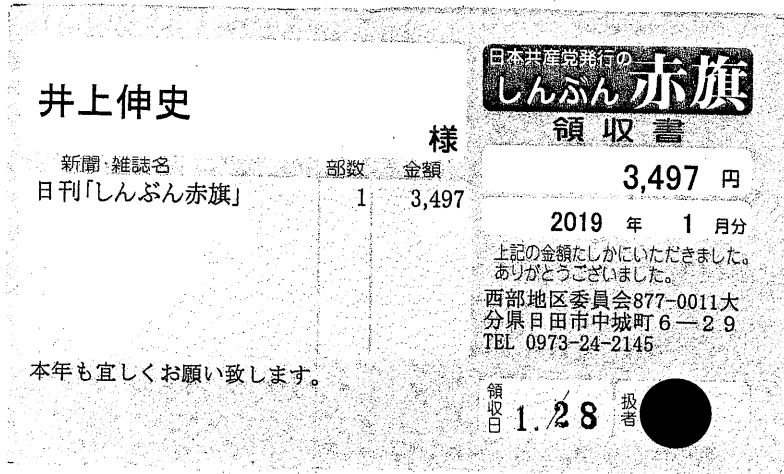 井上伸史
様
新聞・雑誌名 部数 金額
日刊「しんぶん赤旗」 1 3,497
本年も宜しくお願い致します。
日本共産党発行の
しんぶん赤旗
領収書
3,497 円
2019 年 1 月分
上記の金額たしかにいただきました。
ありがとうございました。
西部地区委員会877-0011大
分県日田市中城町6―29
TEL 0973-24-2145
領収日 1.28 扱者